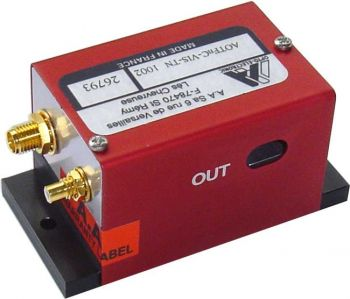 A.A Sa 6 rue de Versailles
F-78470 St Rémy
Lès Chevreuse
AOTFnC-VIS-TN 1002
26793
MADE IN FRANCE
OUT
A.A
LABEL